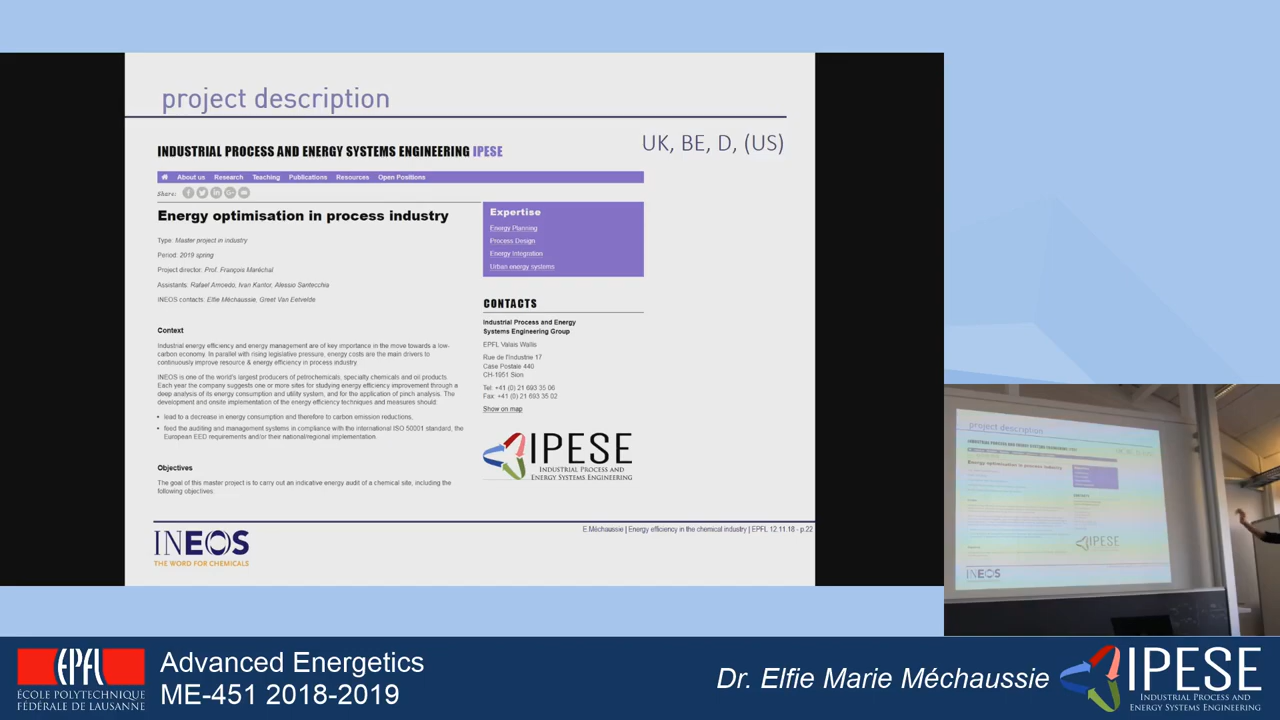 project description
UK, BE, D, (US)
INDUSTRIAL PROCESS AND ENERGY SYSTEMS ENGINEERING IPESE
About us Research Teaching Publications Resources Open Positions
Share:
Energy optimisation in process industry
Type: Master project in industry
Period: 2019 spring
Project director: Prof. François Maréchal
Assistants: Rafael Amoedo, Ivan Kantor, Alessio Santecchia
INEOS contacts: Elfie Méchaussie, Greet Van Eetvelde
Context
Industrial energy efficiency and energy management are of key importance in the move towards a low-
carbon economy. In parallel with rising legislative pressure, energy costs are the main drivers to
continuously improve resource & energy efficiency in process industry.
INEOS is one of the world's largest producers of petrochemicals, specialty chemicals and oil products.
Each year the company suggests one or more sites for studying energy efficiency improvement through a
deep analysis of its energy consumption and utility system, and for the application of pinch analysis. The
development and onsite implementation of the energy efficiency techniques and measures should:
• lead to a decrease in energy consumption and therefore to carbon emission reductions,
• feed the auditing and management systems in compliance with the international ISO 50001 standard, the
European EED requirements and/or their national/regional implementation.
Objectives
The goal of this master project is to carry out an indicative energy audit of a chemical site, including the
following objectives:
Expertise
Energy Planning
Process Design
Energy Integration
Urban energy systems
CONTACTS
Industrial Process and Energy
Systems Engineering Group
EPFL Valais Wallis
Rue de l'Industrie 17
Case Postale 440
CH-1951 Sion
Tel: +41 (0) 21 693 35 06
Fax: +41 (0) 21 693 35 02
Show on map
IPESE
INDUSTRIAL PROCESS AND
ENERGY SYSTEMS ENGINEERING
E.Méchaussie | Energy efficiency in the chemical industry | EPFL 12.11.18 - p.22
INEOS
THE WORD FOR CHEMICALS
project description
Energy optimisation in process industry
IPESE
INEOS
EPFL
ÉCOLE POLYTECHNIQUE
FÉDÉRALE DE LAUSANNE
Advanced Energetics
ME-451 2018-2019
Dr. Elfie Marie Méchaussie
IPESE
INDUSTRIAL PROCESS AND
ENERGY SYSTEMS ENGINEERING